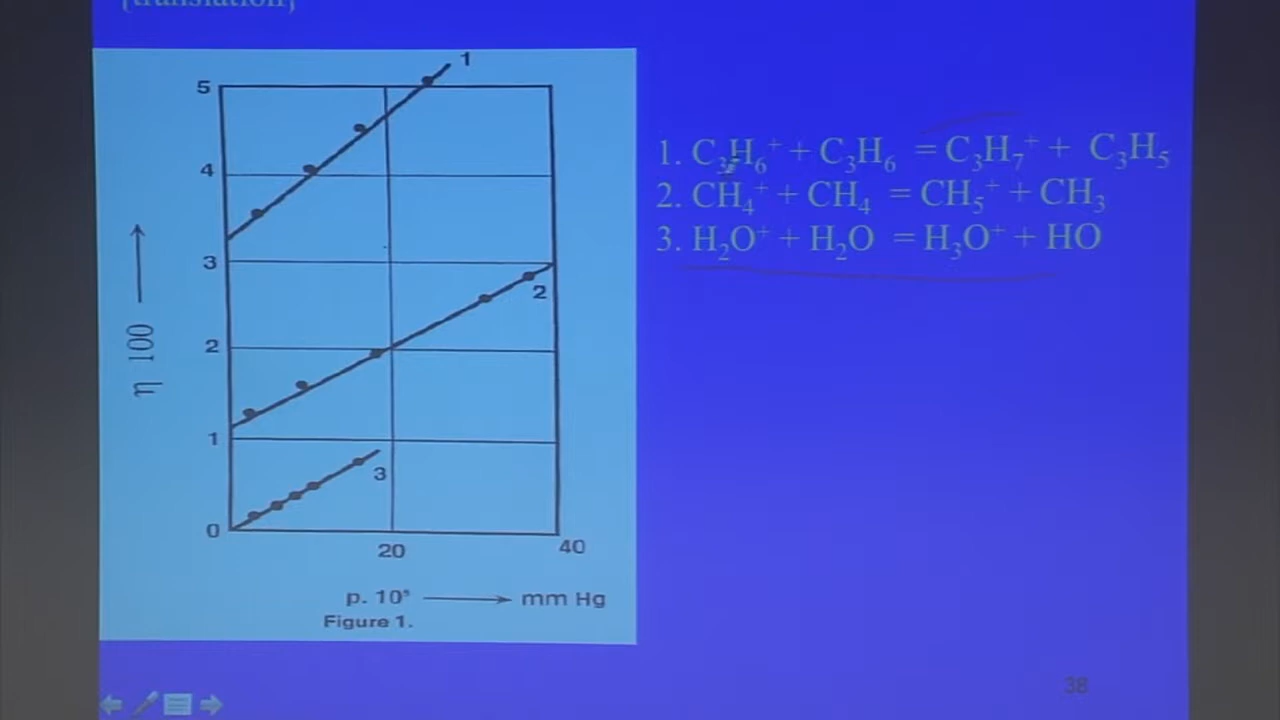 [translation]
1
5
4
3
2
1
0
2
3
η 100
20
40
p. 10⁵ mm Hg
Figure 1.
1. C₃H₆⁺ + C₃H₆ = C₃H₇⁺ + C₃H₅
2. CH₄⁺ + CH₄ = CH₅⁺ + CH₃
3. H₂O⁺ + H₂O = H₃O⁺ + HO
38